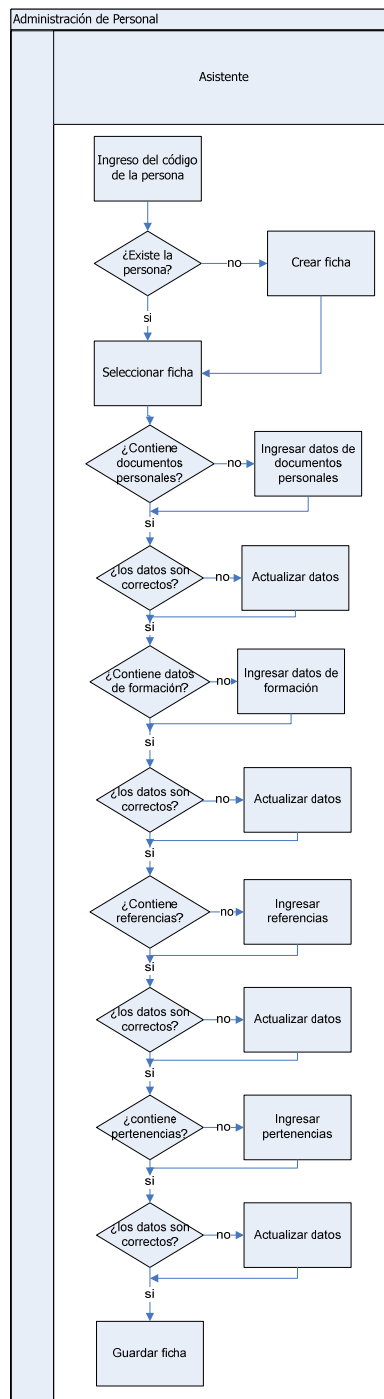 Administración de Personal
Asistente
Ingreso del código
de la persona
¿Existe la
persona?
no
Crear ficha
si
Seleccionar ficha
¿Contiene
documentos
personales?
no
Ingresar datos de
documentos
personales
si
¿los datos son
correctos?
no
Actualizar datos
si
¿Contiene datos
de formación?
no
Ingresar datos de
formación
si
¿los datos son
correctos?
no
Actualizar datos
si
¿Contiene
referencias?
no
Ingresar
referencias
si
¿los datos son
correctos?
no
Actualizar datos
si
¿contiene
pertenencias?
no
Ingresar
pertenencias
si
¿los datos son
correctos?
no
Actualizar datos
si
Guardar ficha